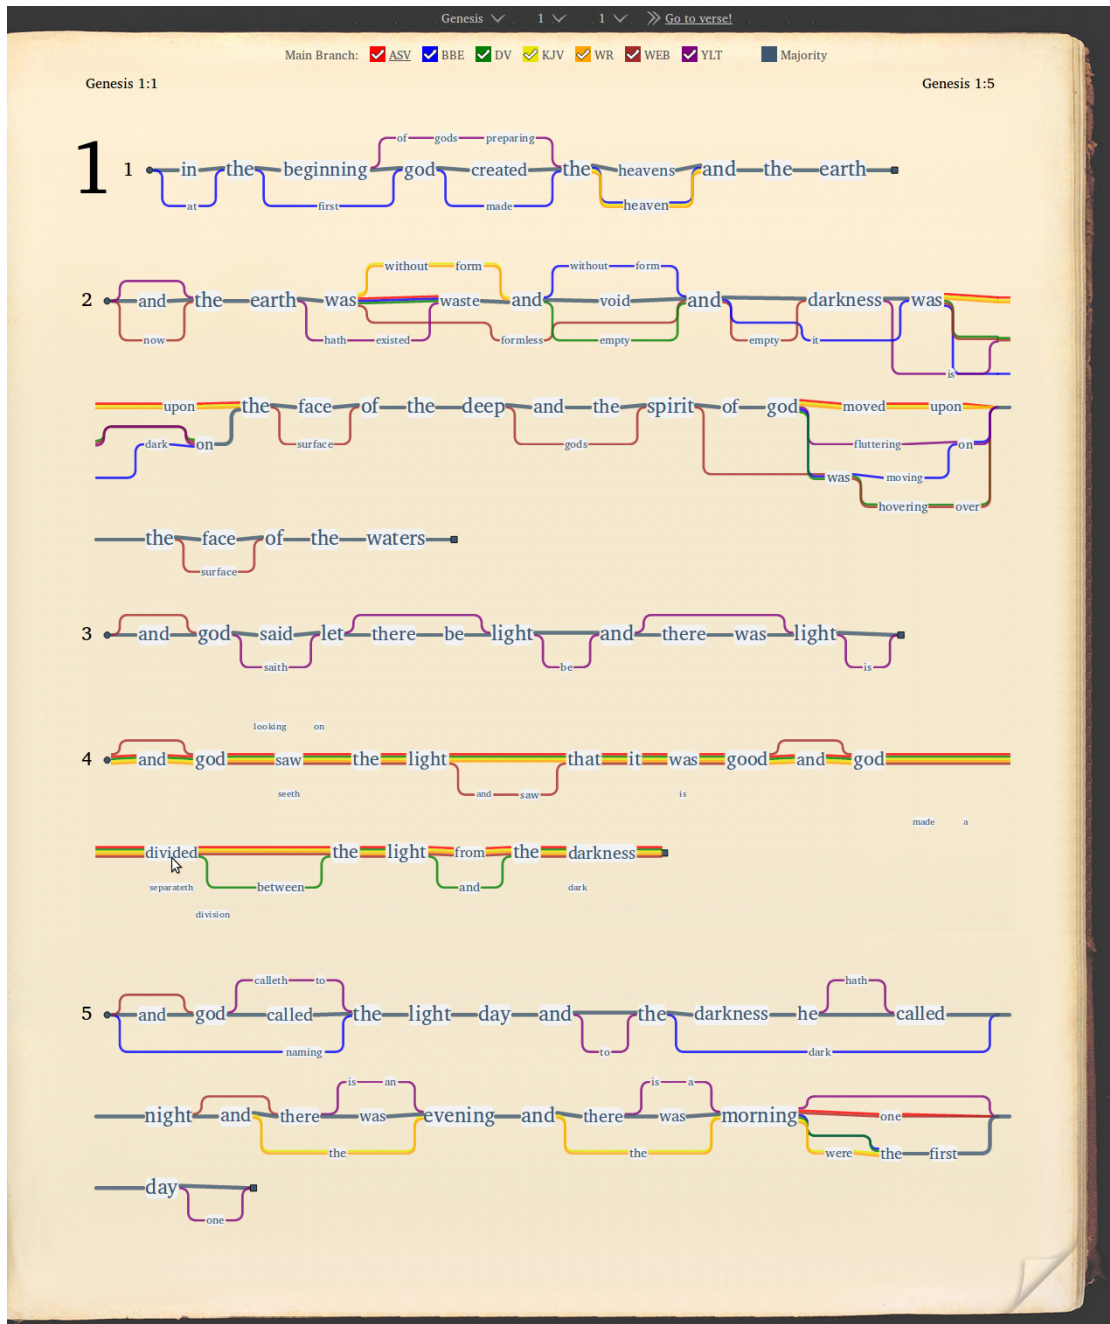 Genesis 1 1 Go to verse!
Main Branch: ASV BBE DV KJV WR WEB YLT Majority
Genesis 1:1 Genesis 1:5
of gods preparing
1 1 in the beginning god created the heavens and the earth
at first made heaven
without form without form
2 and the earth was waste and void and darkness was
now hath existed formless empty empty it
is
upon the face of the deep and the spirit of god moved upon
dark on surface gods fluttering on
was moving
hovering over
the face of the waters
surface
3 and god said let there be light and there was light
saith be is
looking on
4 and god saw the light that it was good and god
seeth and saw is
made a
divided the light from the darkness
separateth between and dark
division
calleth to hath
5 and god called the light day and the darkness he called
naming to dark
is an is a
night and there was evening and there was morning one
the the were the first
day
one